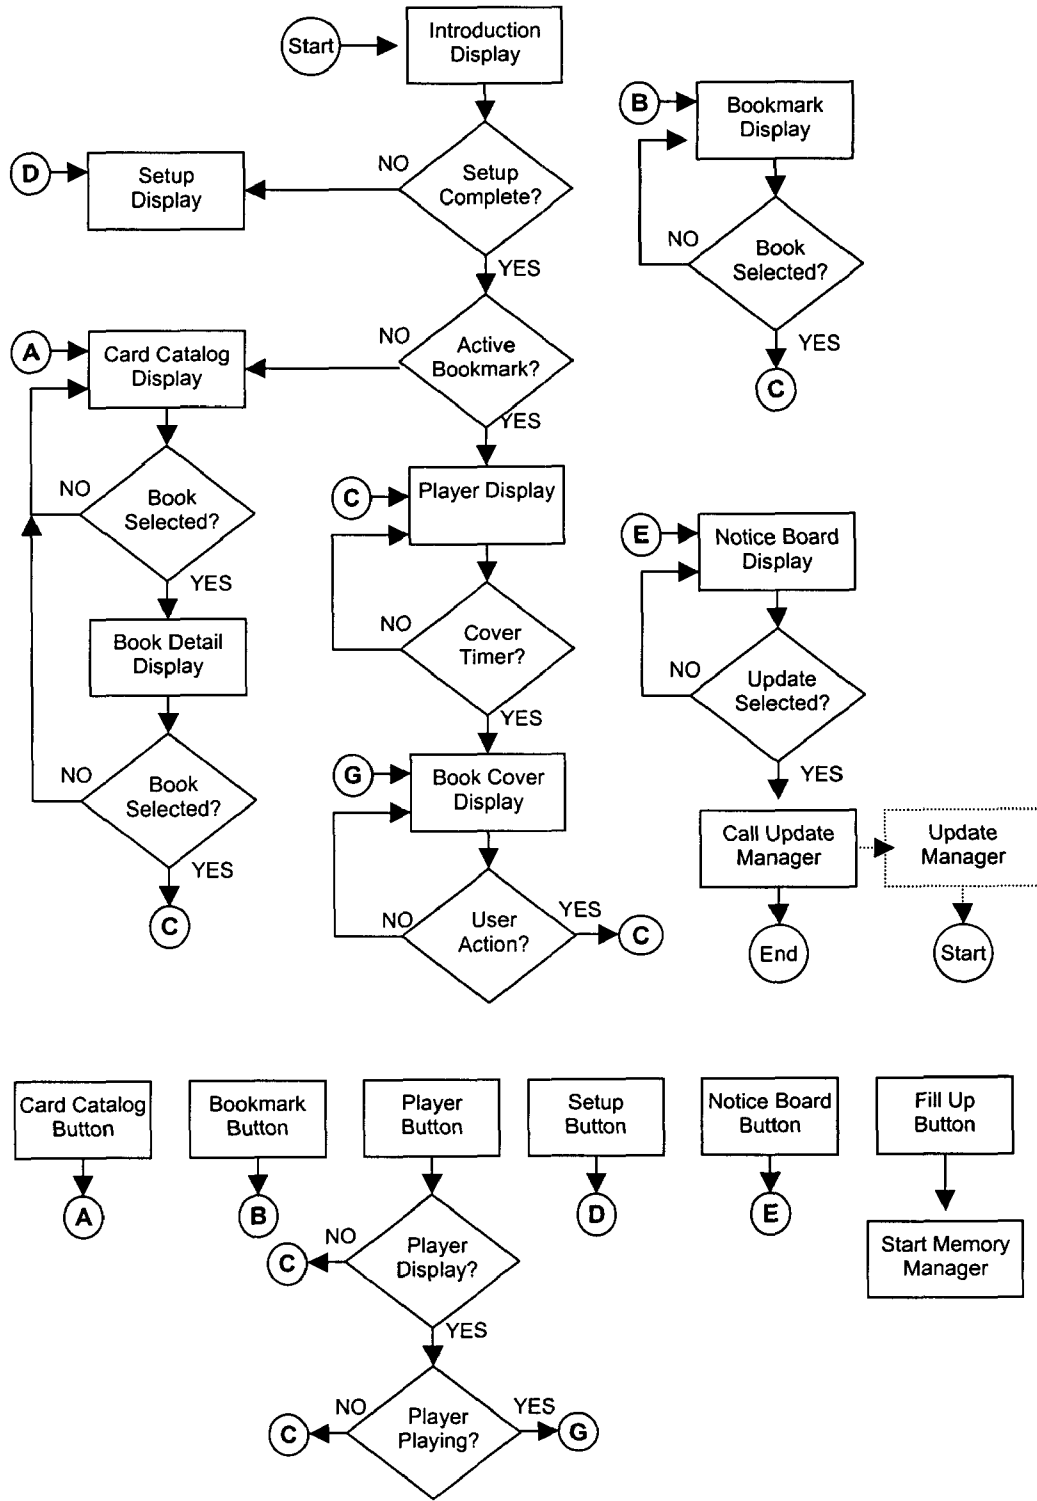 Start
Introduction
Display
B
Bookmark
Display
D
Setup
Display
NO
Setup
Complete?
YES
NO
Book
Selected?
YES
C
A
Card Catalog
Display
NO
Active
Bookmark?
YES
NO
Book
Selected?
YES
C
Player Display
E
Notice Board
Display
Book Detail
Display
NO
Cover
Timer?
YES
NO
Update
Selected?
YES
NO
Book
Selected?
YES
C
G
Book Cover
Display
NO
User
Action?
YES
C
Call Update
Manager
Update
Manager
End
Start
Card Catalog
Button
A
Bookmark
Button
B
Player
Button
Setup
Button
D
Notice Board
Button
E
Fill Up
Button
Start Memory
Manager
C
NO
Player
Display?
YES
C
NO
Player
Playing?
YES
G